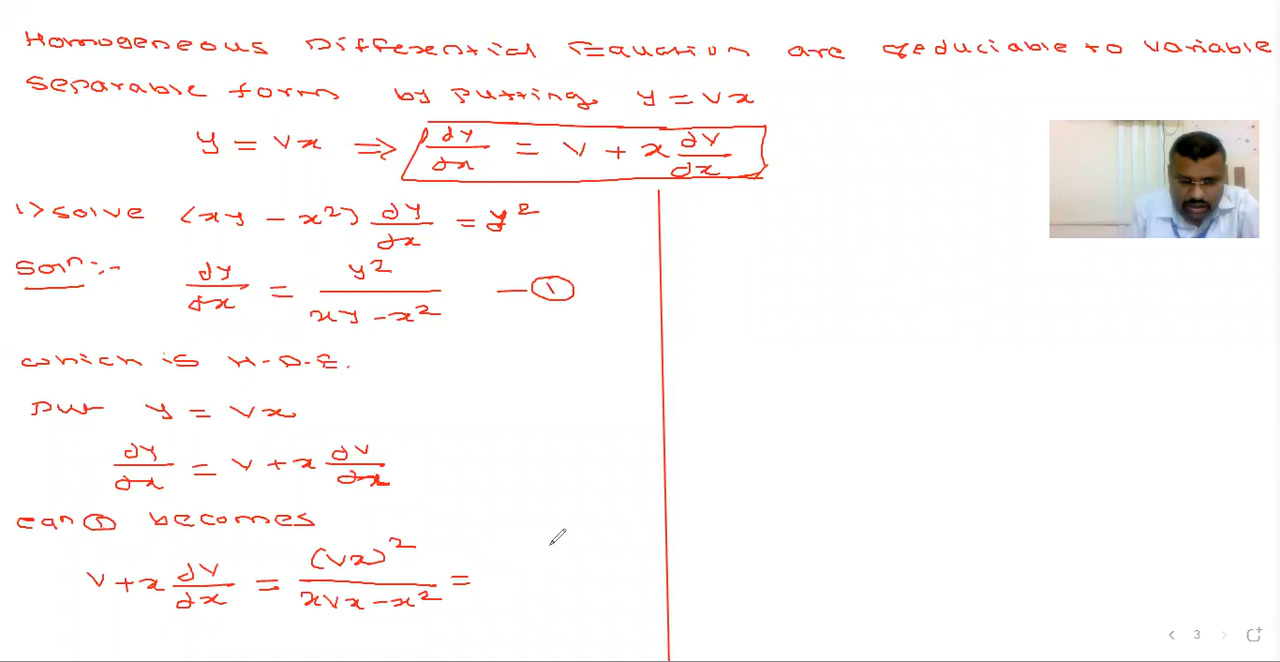 Homogeneous Differential Equation are reduciable to variable
separable form by putting y = vx
y = vx ⇒ dy/dx = v + x dv/dx
1) solve (xy - x²) dy/dx = y²
Soln :- dy/dx = y²/(xy - x²) — ①
which is H.D.E.
put y = vx
dy/dx = v + x dv/dx
eqn ① becomes
v + x dv/dx = (vx)²/(xvx - x²) =
3